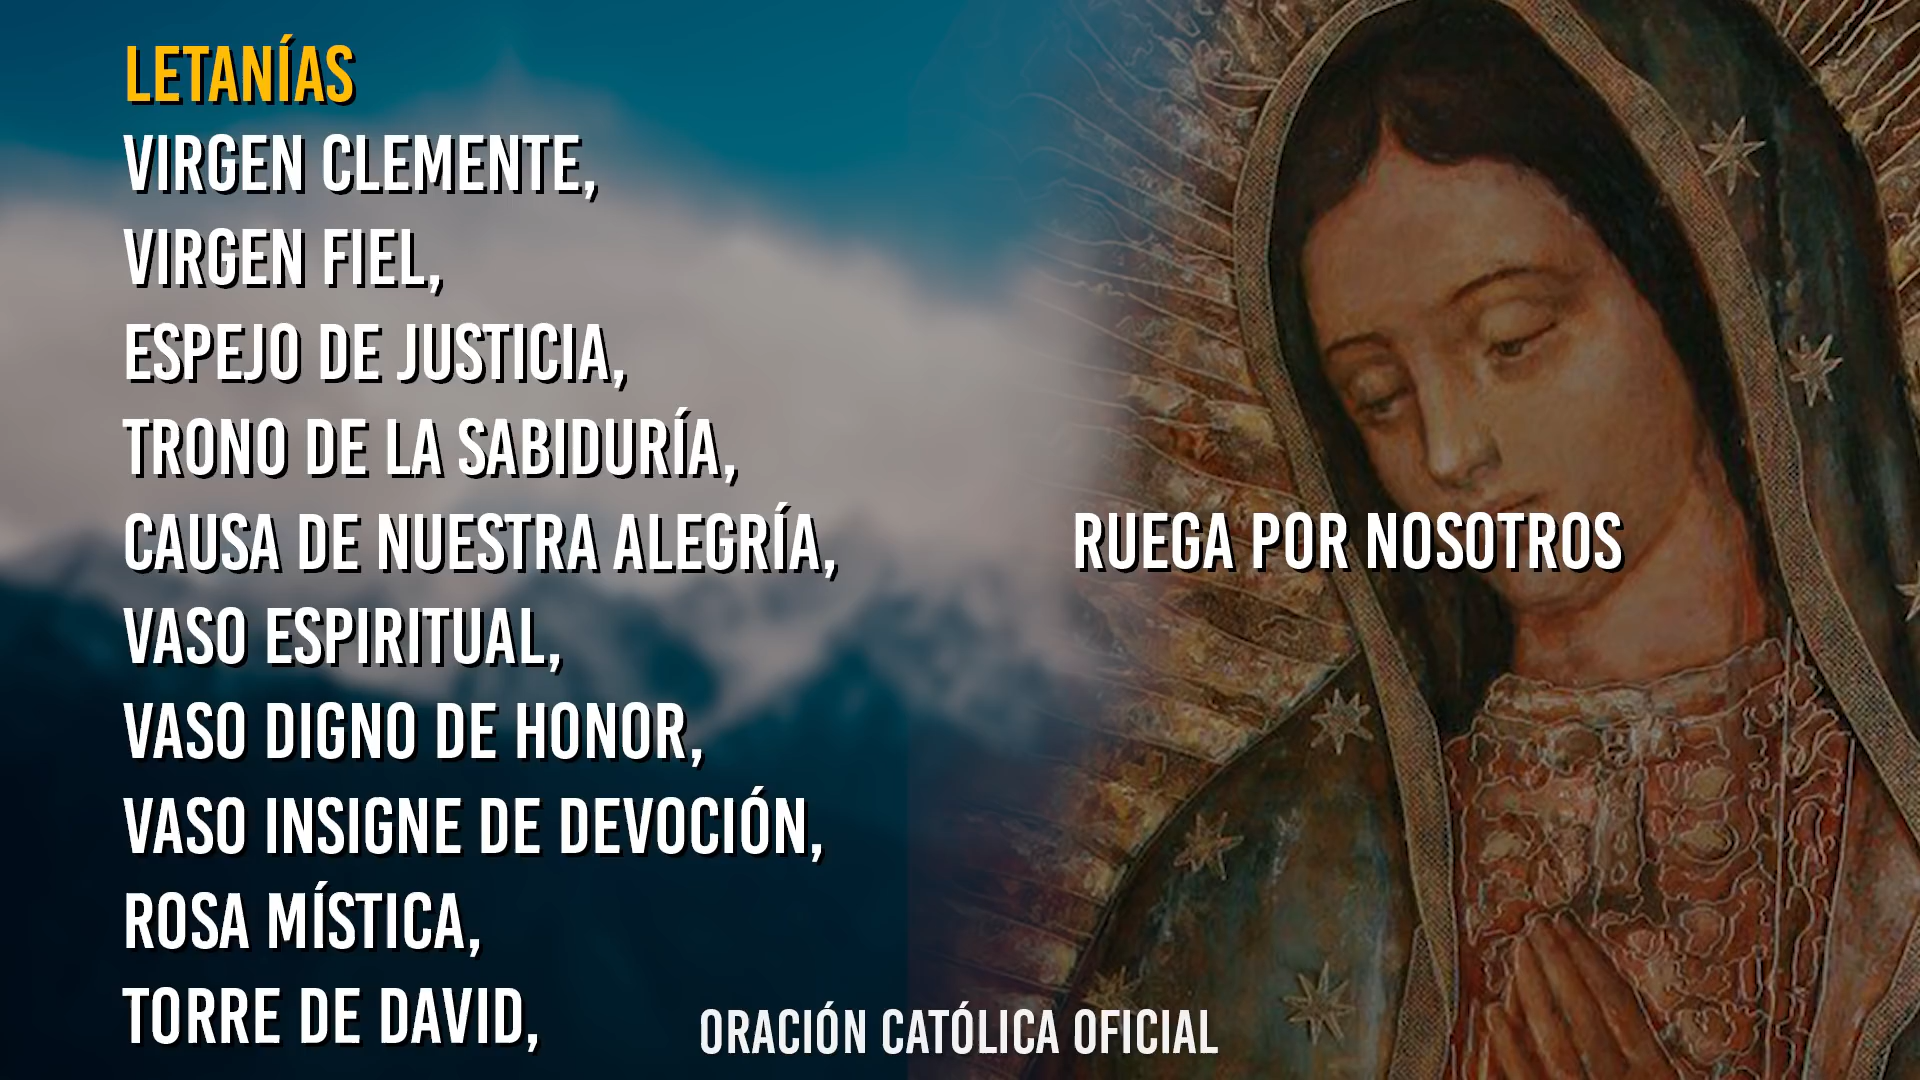 LETANÍAS
VIRGEN CLEMENTE,
VIRGEN FIEL,
ESPEJO DE JUSTICIA,
TRONO DE LA SABIDURÍA,
CAUSA DE NUESTRA ALEGRÍA,
RUEGA POR NOSOTROS
VASO ESPIRITUAL,
VASO DIGNO DE HONOR,
VASO INSIGNE DE DEVOCIÓN,
ROSA MÍSTICA,
TORRE DE DAVID,
ORACIÓN CATÓLICA OFICIAL